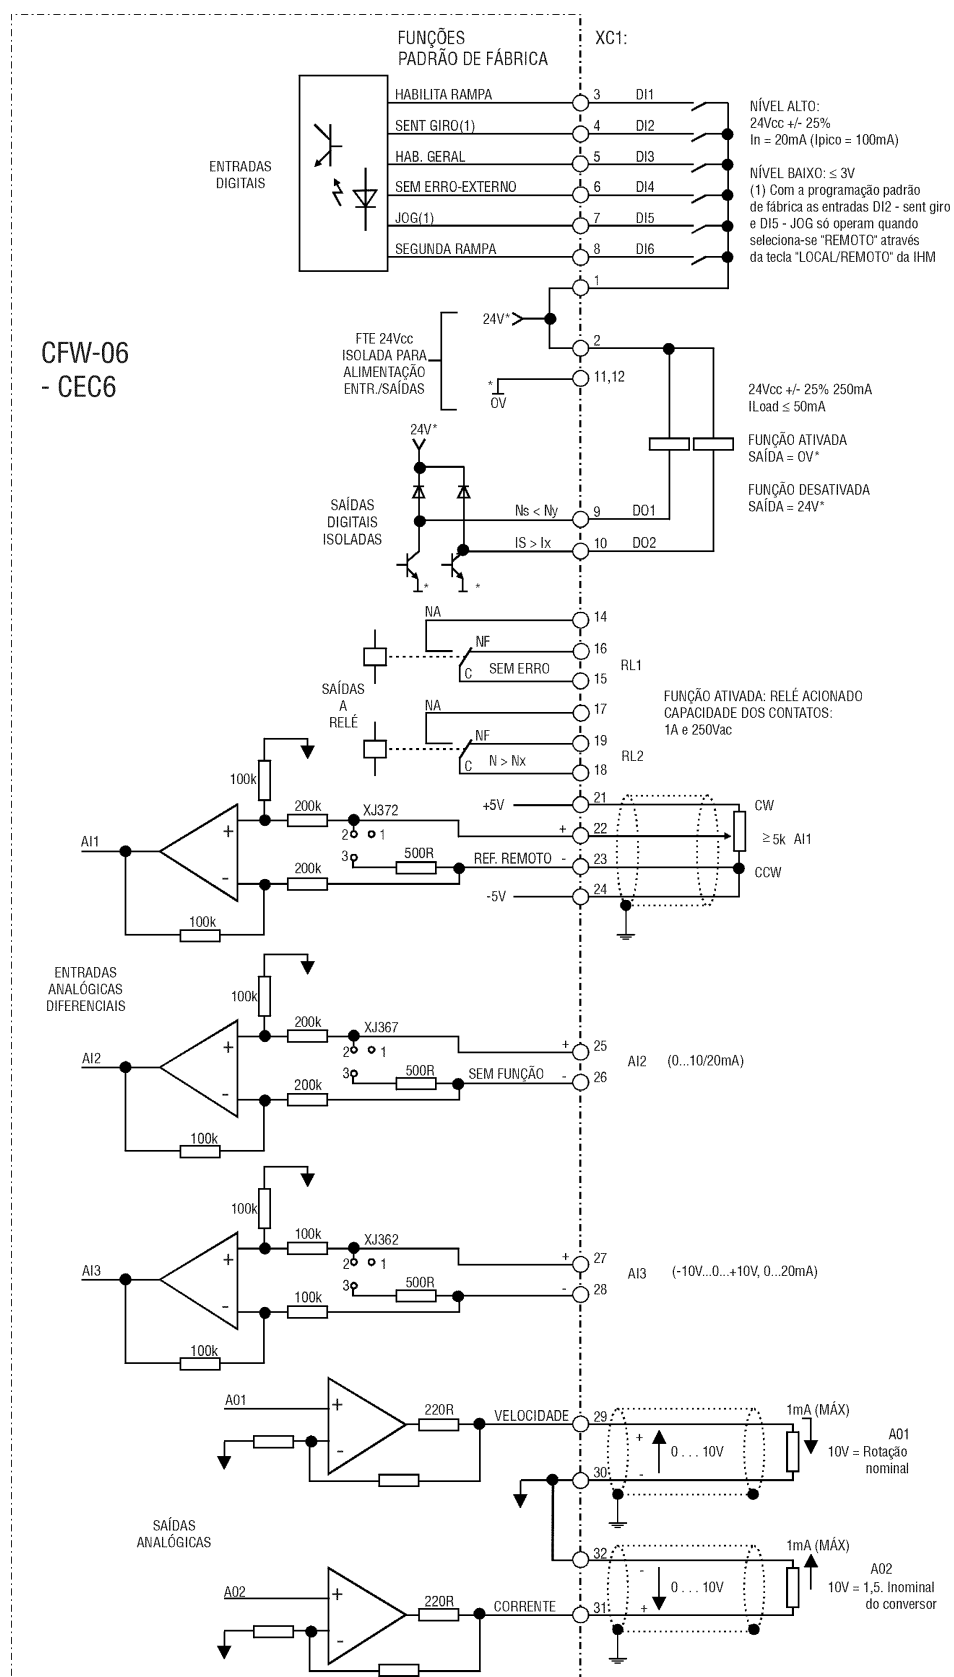 FUNÇÕES
PADRÃO DE FÁBRICA
XC1:
HABILITA RAMPA
3
DI1
SENT GIRO(1)
4
DI2
HAB. GERAL
5
DI3
SEM ERRO-EXTERNO
6
DI4
JOG(1)
7
DI5
SEGUNDA RAMPA
8
DI6
1
ENTRADAS
DIGITAIS
NÍVEL ALTO:
24Vcc +/- 25%
In = 20mA (Ipico = 100mA)
NÍVEL BAIXO: ≤ 3V
(1) Com a programação padrão
de fábrica as entradas DI2 - sent giro
e DI5 - JOG só operam quando
seleciona-se "REMOTO" através
da tecla "LOCAL/REMOTO" da IHM
CFW-06
- CEC6
24V*
2
FTE 24Vcc
ISOLADA PARA
ALIMENTAÇÃO
ENTR./SAÍDAS
*
0V
11,12
24Vcc +/- 25% 250mA
ILoad ≤ 50mA
FUNÇÃO ATIVADA
SAÍDA = 0V*
FUNÇÃO DESATIVADA
SAÍDA = 24V*
24V*
SAÍDAS
DIGITAIS
ISOLADAS
Ns < Ny
9
DO1
IS > Ix
10
DO2
*
*
NA
14
NF
16
C
SEM ERRO
15
RL1
SAÍDAS
A
RELÉ
NA
17
NF
19
C
N > Nx
18
RL2
FUNÇÃO ATIVADA: RELÉ ACIONADO
CAPACIDADE DOS CONTATOS:
1A e 250Vac
100k
200k
XJ372
2
1
3
500R
200k
100k
AI1
+
-
+5V
21
+
22
REF. REMOTO
-
23
-5V
24
CW
≥ 5k AI1
CCW
ENTRADAS
ANALÓGICAS
DIFERENCIAIS
100k
200k
XJ367
2
1
3
500R
200k
100k
AI2
+
-
+
25
SEM FUNÇÃO
-
26
AI2
(0...10/20mA)
100k
100k
XJ362
2
1
3
500R
100k
100k
AI3
+
-
+
27
-
28
AI3
(-10V...0...+10V, 0...20mA)
A01
+
-
220R
VELOCIDADE
29
+
0 . . . 10V
30
-
1mA (MÁX)
A01
10V = Rotação
nominal
SAÍDAS
ANALÓGICAS
32
-
0 . . . 10V
1mA (MÁX)
A02
10V = 1,5. Inominal
do conversor
A02
+
-
220R
CORRENTE
31
+